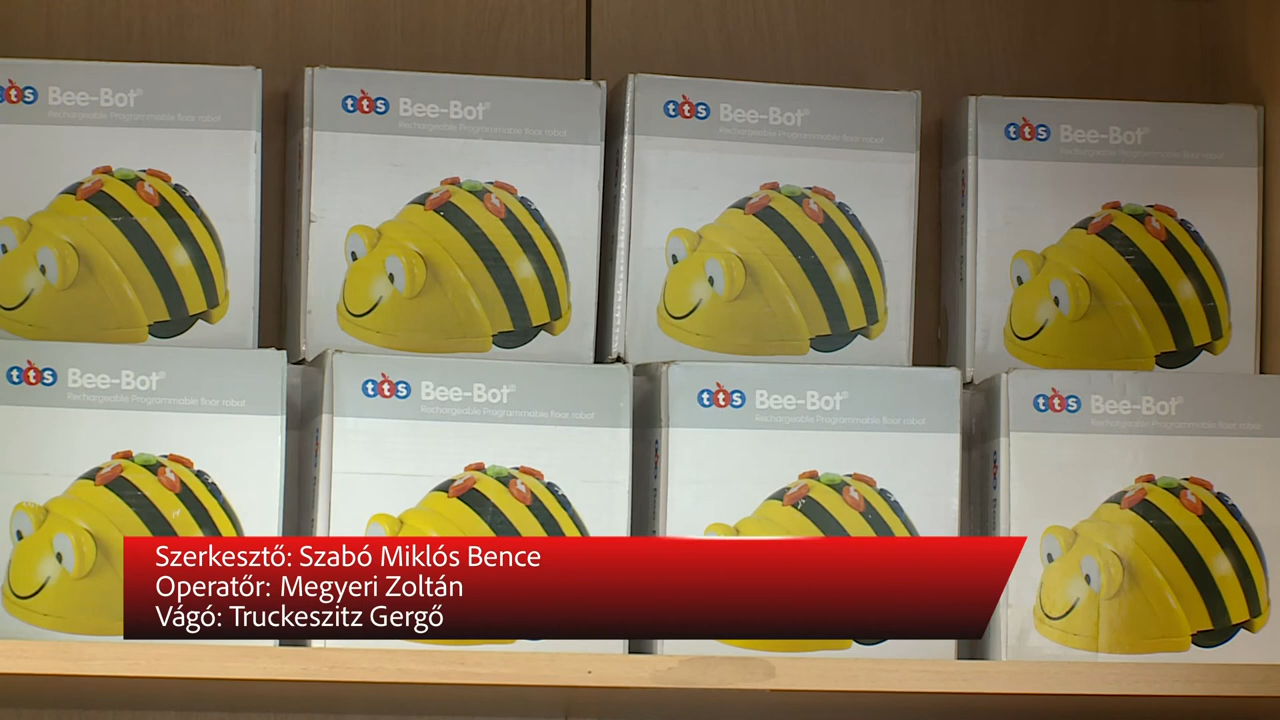 tts Bee-Bot®
Rechargeable Programmable floor robot
tts Bee-Bot®
Rechargeable Programmable floor robot
tts Bee-Bot®
Rechargeable Programmable floor robot
tts Bee-Bot®
Rechargeable Programmable floor robot
tts Bee-Bot®
Rechargeable Programmable floor robot
tts Bee-Bot®
Rechargeable Programmable floor robot
tts Bee-Bot®
Rechargeable Programmable floor robot
tts Bee-Bot®
Rechargeable Programmable floor robot
Szerkesztő: Szabó Miklós Bence
Operatőr: Megyeri Zoltán
Vágó: Truckeszitz Gergő